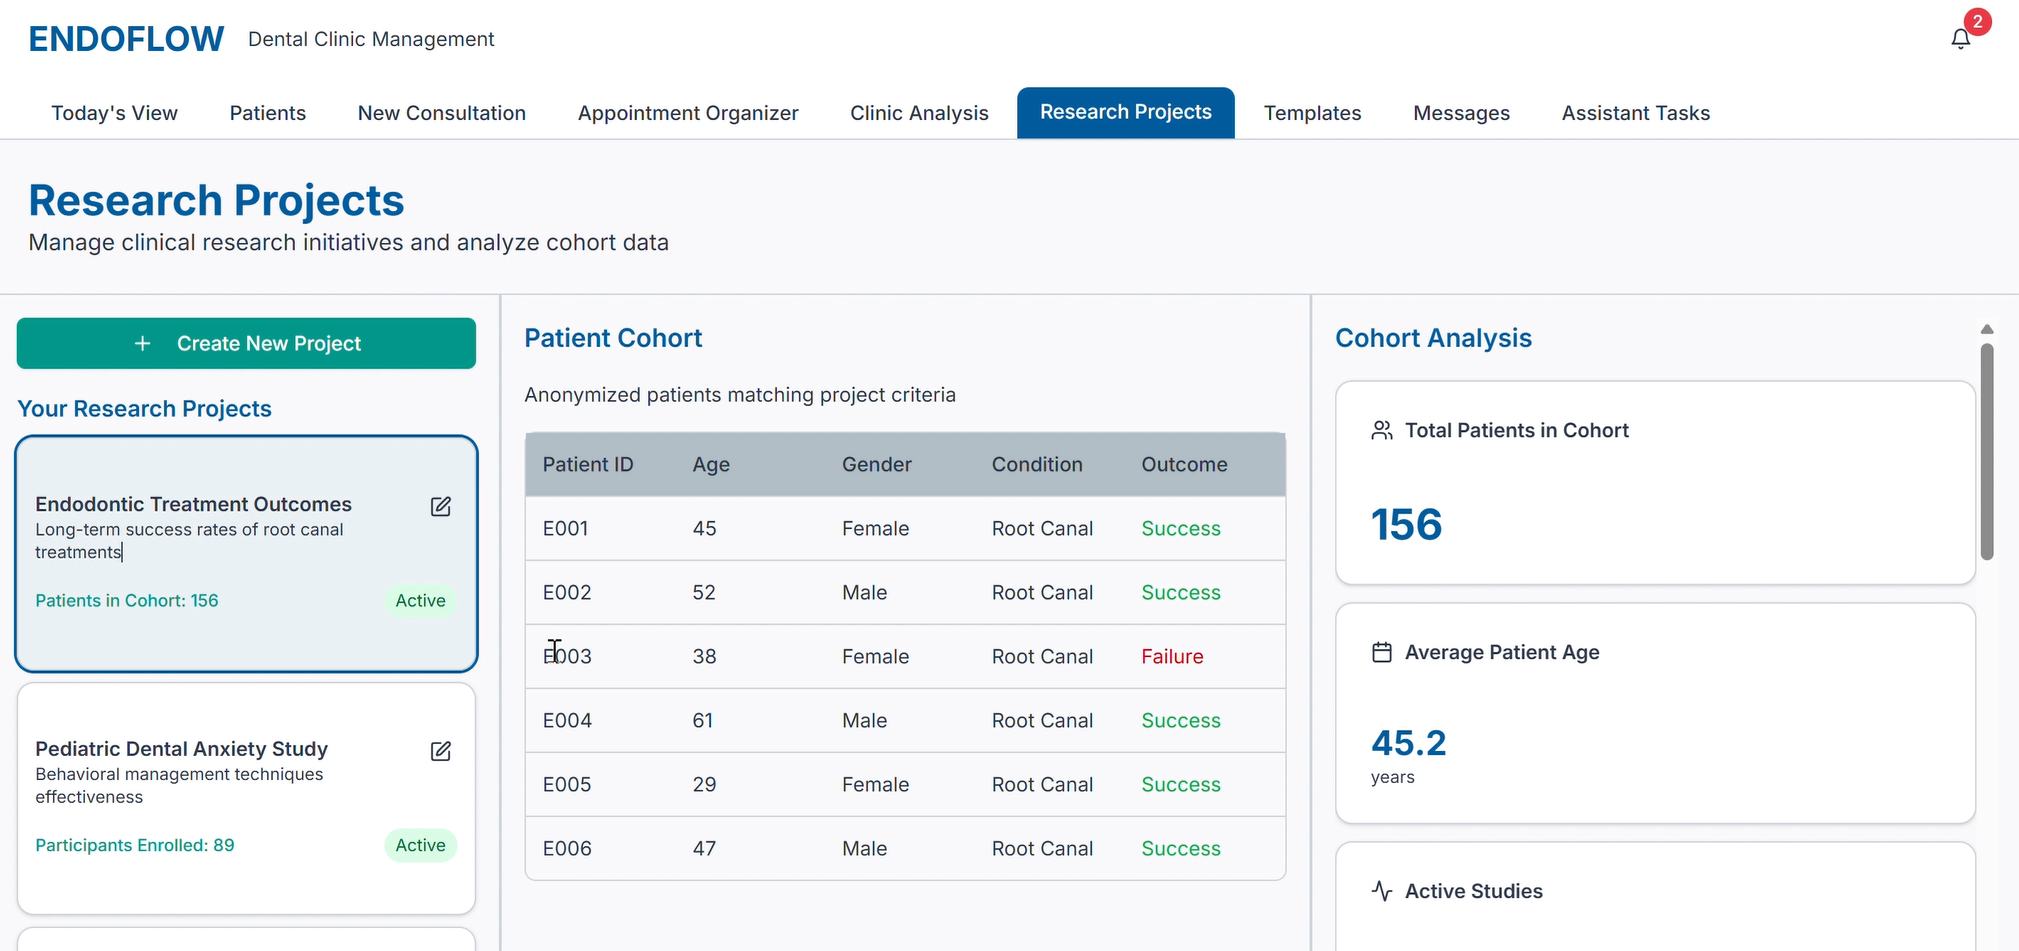 ENDOFLOW Dental Clinic Management 2
Today's View Patients New Consultation Appointment Organizer Clinic Analysis Research Projects Templates Messages Assistant Tasks
Research Projects
Manage clinical research initiatives and analyze cohort data
+ Create New Project
Your Research Projects
Endodontic Treatment Outcomes
Long-term success rates of root canal
treatments
Patients in Cohort: 156 Active
Pediatric Dental Anxiety Study
Behavioral management techniques
effectiveness
Participants Enrolled: 89 Active
Patient Cohort
Anonymized patients matching project criteria
Patient ID Age Gender Condition Outcome
E001 45 Female Root Canal Success
E002 52 Male Root Canal Success
E003 38 Female Root Canal Failure
E004 61 Male Root Canal Success
E005 29 Female Root Canal Success
E006 47 Male Root Canal Success
Cohort Analysis
Total Patients in Cohort
156
Average Patient Age
45.2
years
Active Studies